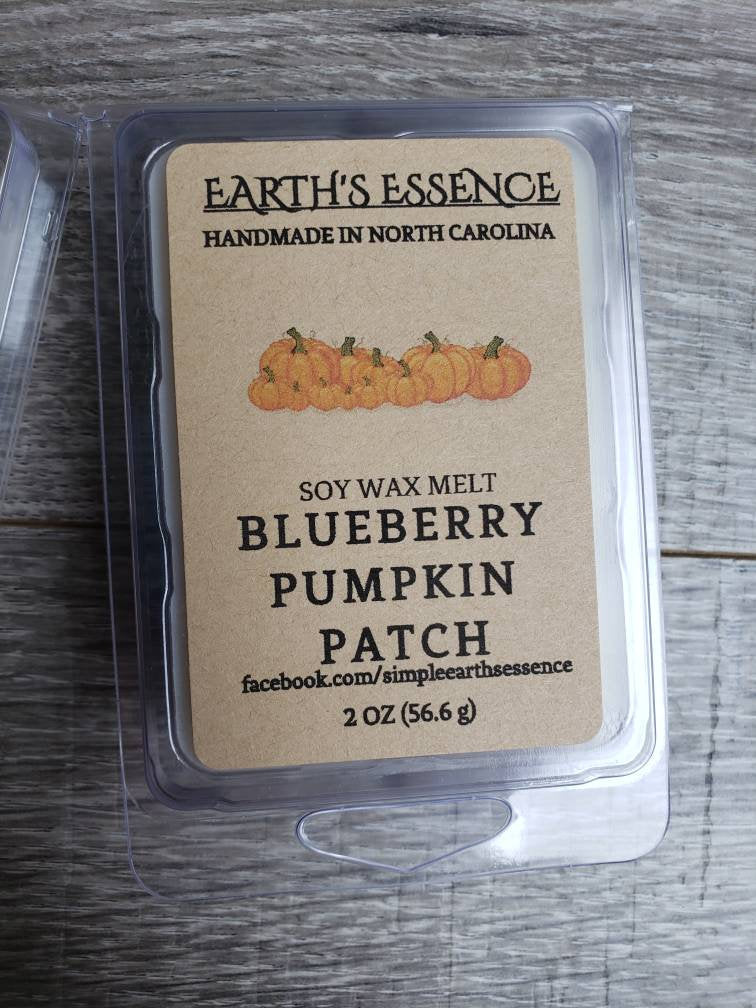 EARTH'S ESSENCE
HANDMADE IN NORTH CAROLINA
SOY WAX MELT
BLUEBERRY
PUMPKIN
PATCH
facebook.com/simpleearthsessence
2 OZ (56.6 g)